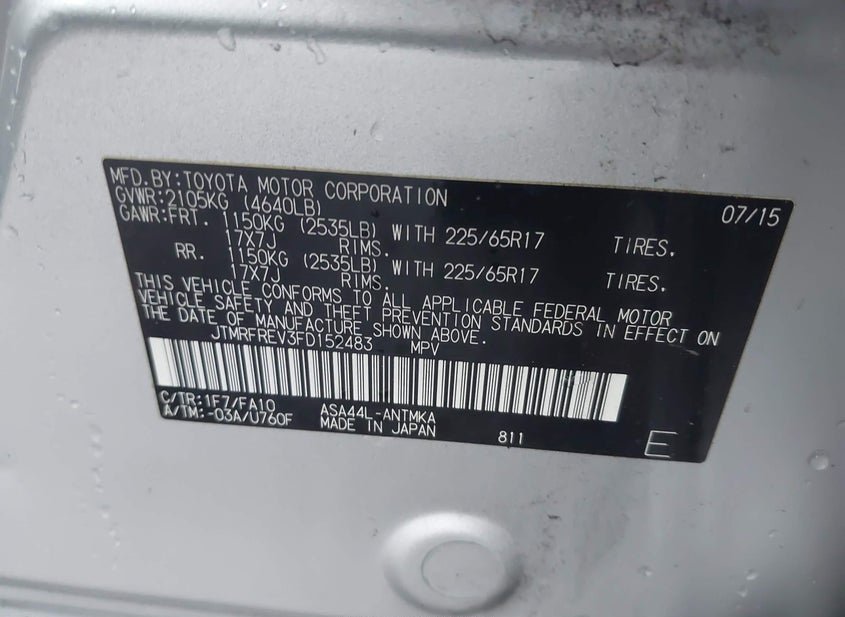 MFD.BY:TOYOTA MOTOR CORPORATION 07/15
GVWR:2105KG (4640LB)
GAWR:FRT. 1150KG (2535LB) WITH 225/65R17 TIRES.
17X7J RIMS.
RR. 1150KG (2535LB) WITH 225/65R17 TIRES.
17X7J RIMS.
THIS VEHICLE CONFORMS TO ALL APPLICABLE FEDERAL MOTOR
VEHICLE SAFETY AND THEFT PREVENTION STANDARDS IN EFFECT ON
THE DATE OF MANUFACTURE SHOWN ABOVE.
JTMRFREV3FD152483 MPV
C/TR:1F7/FA10 ASA44L-ANTMKA
A/TM:-03A/U760F MADE IN JAPAN 811 E